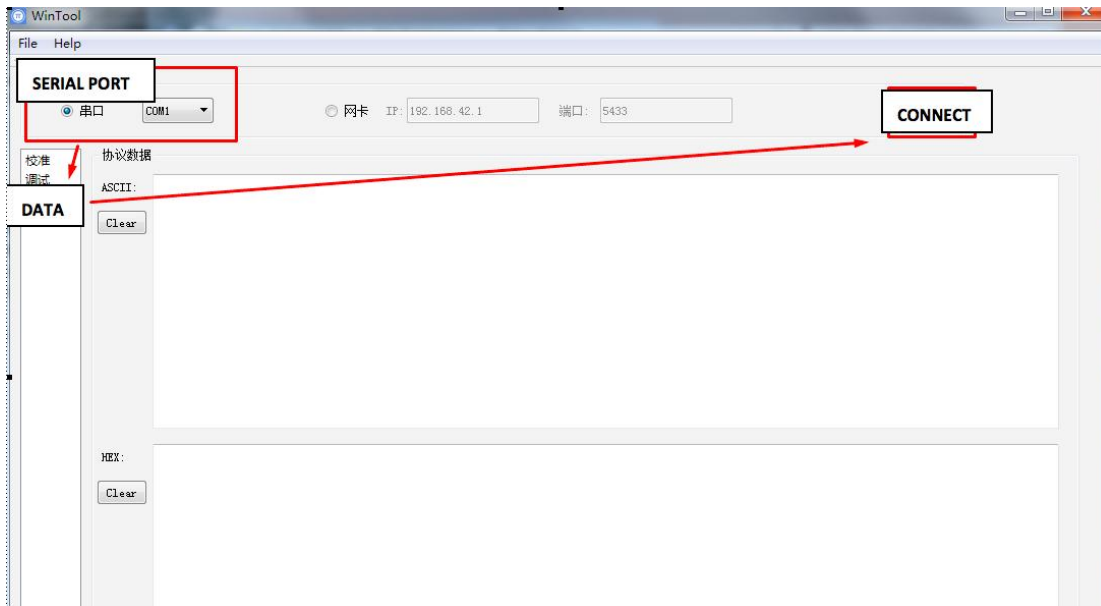 WinTool
File Help
SERIAL PORT
串口 COM1 网卡 IP: 192.168.42.1 端口: 5433
CONNECT
校准
调试
DATA
协议数据
ASCII:
Clear
HEX:
Clear